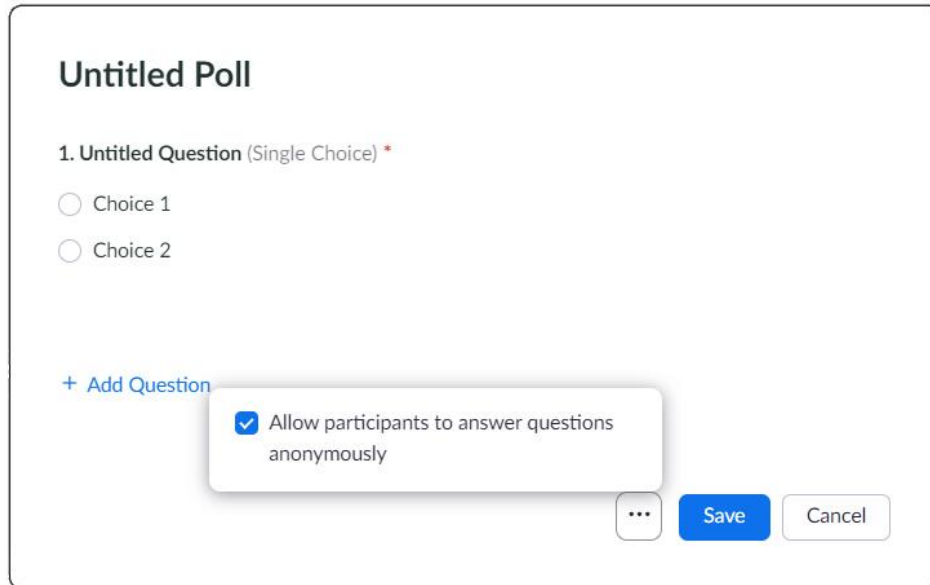 Untitled Poll
1. Untitled Question (Single Choice) *
Choice 1
Choice 2
+ Add Question
Allow participants to answer questions
anonymously
... Save Cancel